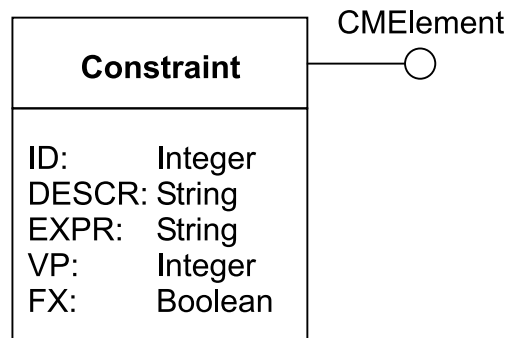 CMElement
Constraint
ID: Integer
DESCR: String
EXPR: String
VP: Integer
FX: Boolean